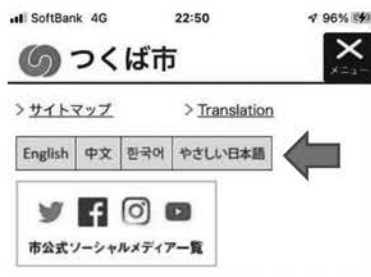 SoftBank 4G 22:50 96%
つくば市
メニュー
> サイトマップ > Translation
English 中文 한국어 やさしい日本語
市公式ソーシャルメディア一覧